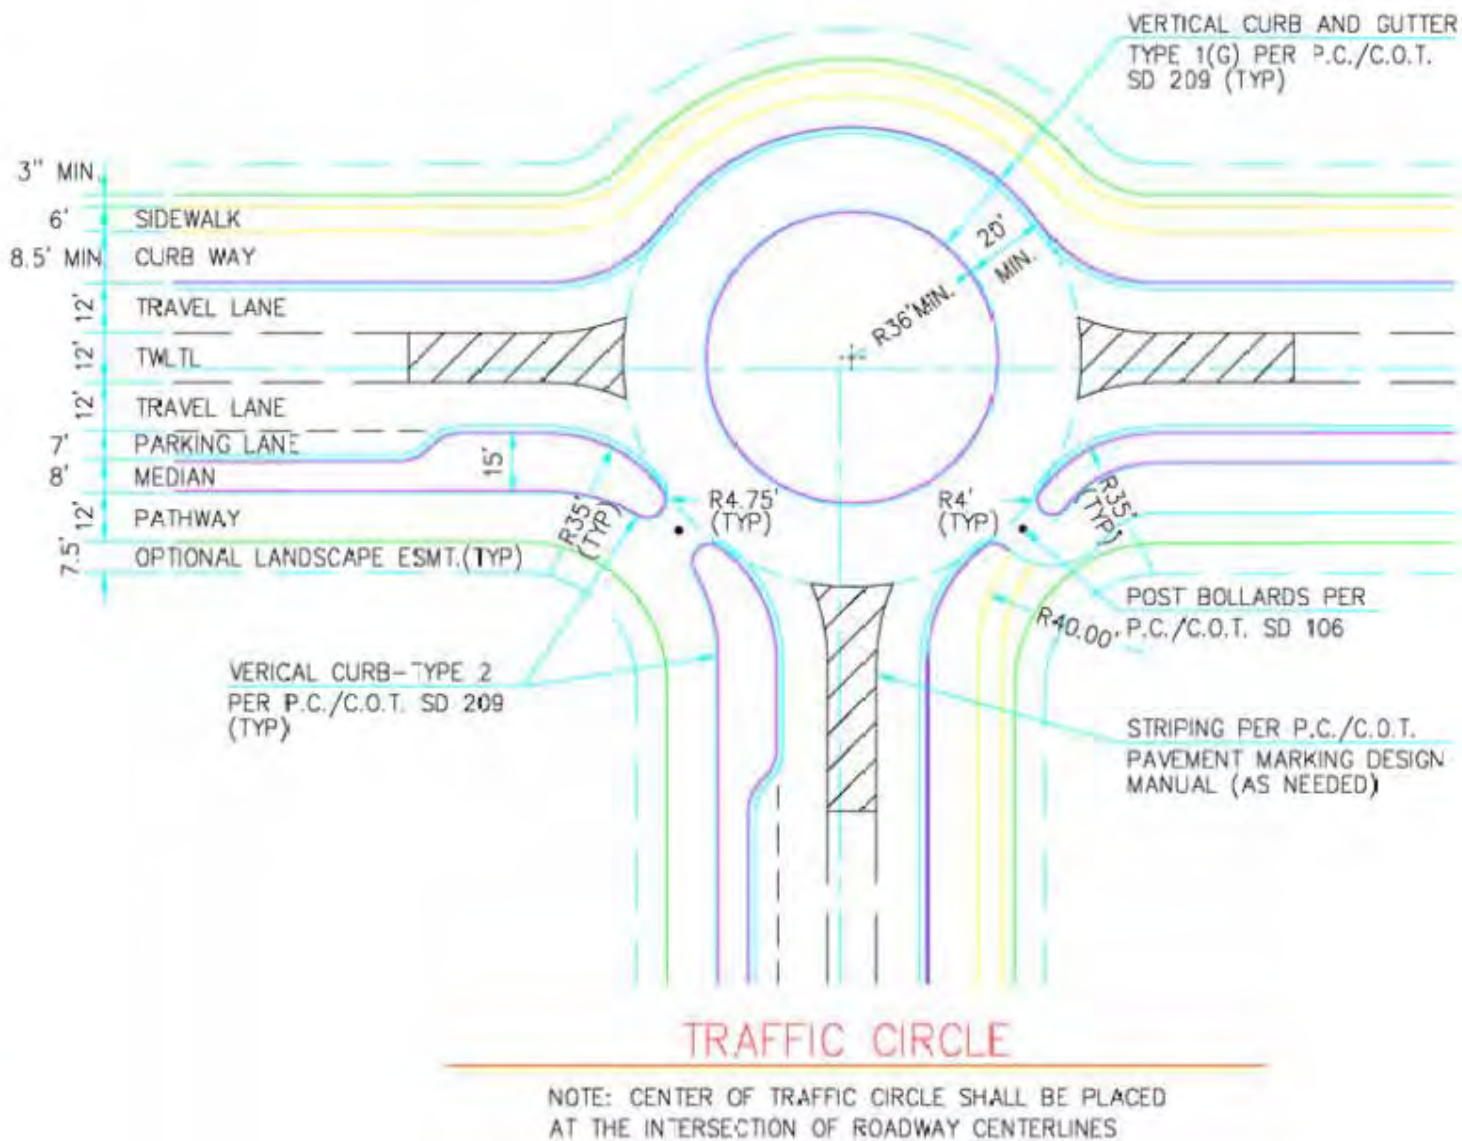 VERTICAL CURB AND GUTTER
TYPE 1(G) PER P.C./C.O.T.
SD 209 (TYP)
3" MIN.
6'
SIDEWALK
8.5' MIN
CURB WAY
20'
MIN.
R36'MIN.
12'
TRAVEL LANE
12'
TWLTL
12'
TRAVEL LANE
7'
PARKING LANE
15'
8'
MEDIAN
12'
PATHWAY
7.5'
OPTIONAL LANDSCAPE ESMT.(TYP)
R35'
(TYP)
R4.75'
(TYP)
R4'
(TYP)
R35'
(TYP)
POST BOLLARDS PER
P.C./C.O.T. SD 106
R40.00'
VERICAL CURB-TYPE 2
PER P.C./C.O.T. SD 209
(TYP)
STRIPING PER P.C./C.O.T.
PAVEMENT MARKING DESIGN
MANUAL (AS NEEDED)
TRAFFIC CIRCLE
NOTE: CENTER OF TRAFFIC CIRCLE SHALL BE PLACED
AT THE INTERSECTION OF ROADWAY CENTERLINES